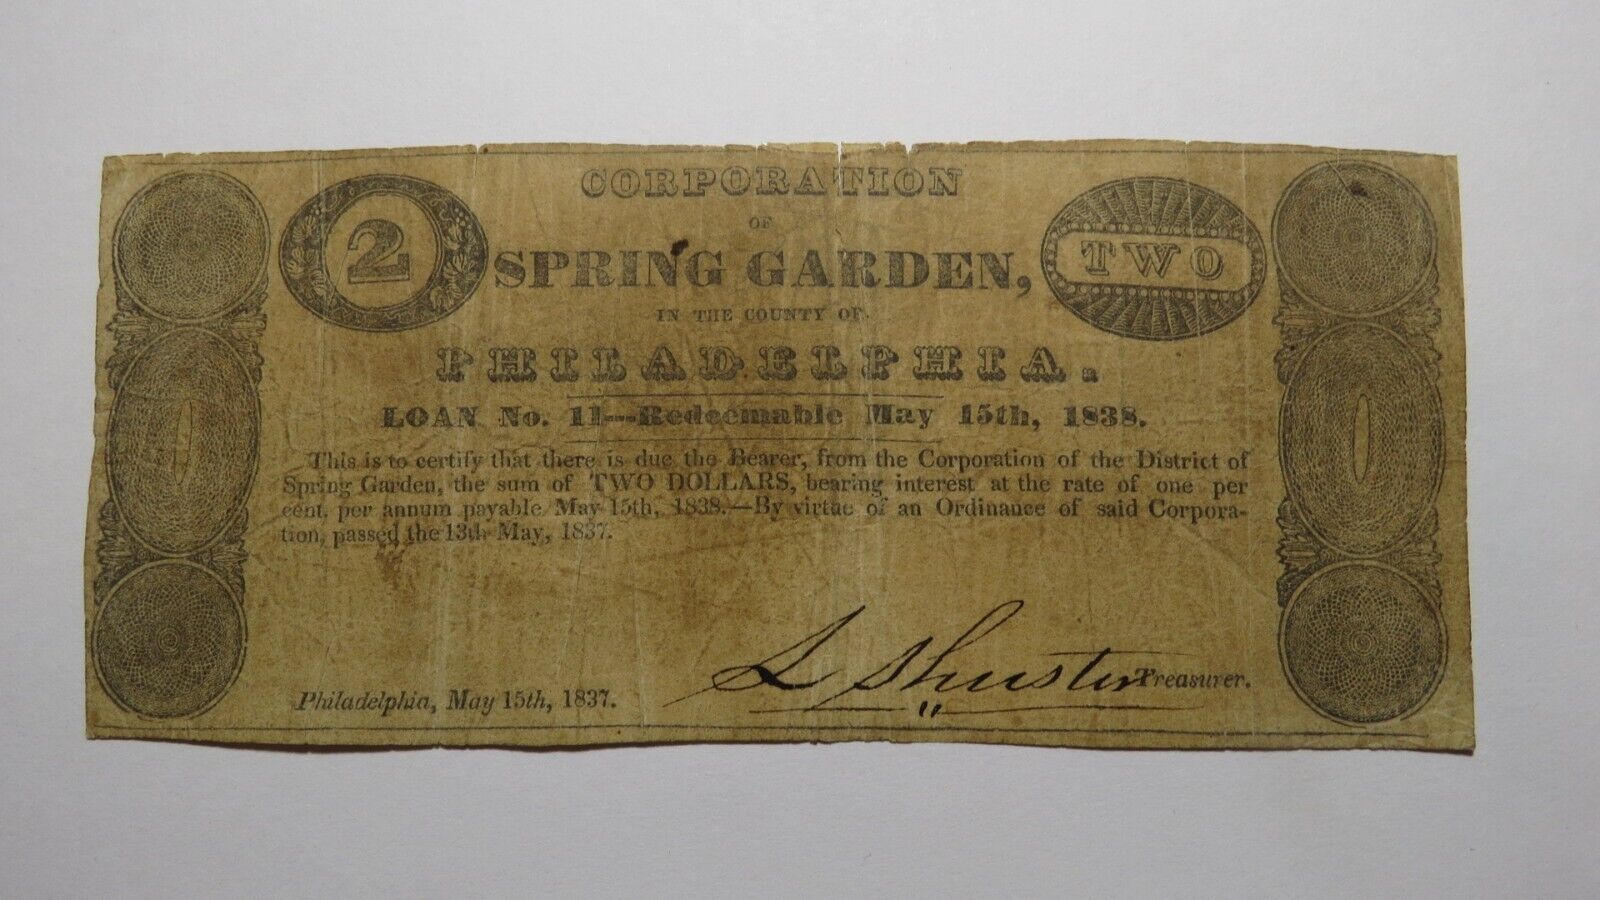 CORPORATION
OF
2
SPRING GARDEN,
TWO
IN THE COUNTY OF
PHILADELPHIA.
LOAN No. 11—Redeemable May 15th, 1838.
This is to certify that there is due the Bearer, from the Corporation of the District of
Spring Garden, the sum of TWO DOLLARS, bearing interest at the rate of one per
cent, per annum payable May 15th, 1838.—By virtue of an Ordinance of said Corpora-
tion, passed the 13th May, 1837.
L Shuster Treasurer.
Philadelphia, May 15th, 1837.